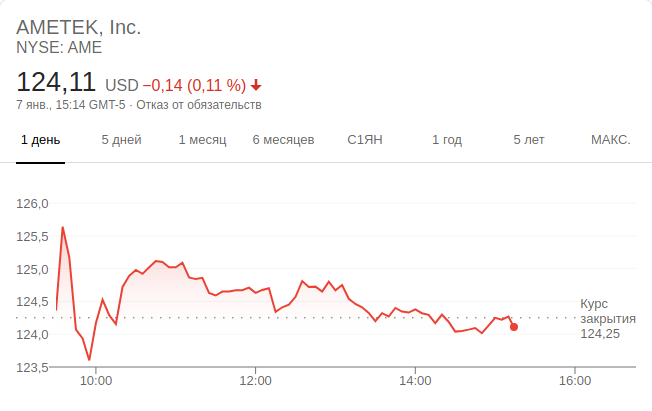 AMETEK, Inc.
NYSE: AME
124,11 USD −0,14 (0,11 %)
7 янв., 15:14 GMT-5 · Отказ от обязательств
1 день 5 дней 1 месяц 6 месяцев С1ЯН 1 год 5 лет МАКС.
126,0
125,5
125,0
124,5
124,0
123,5
Курс
закрытия
124,25
10:00 12:00 14:00 16:00